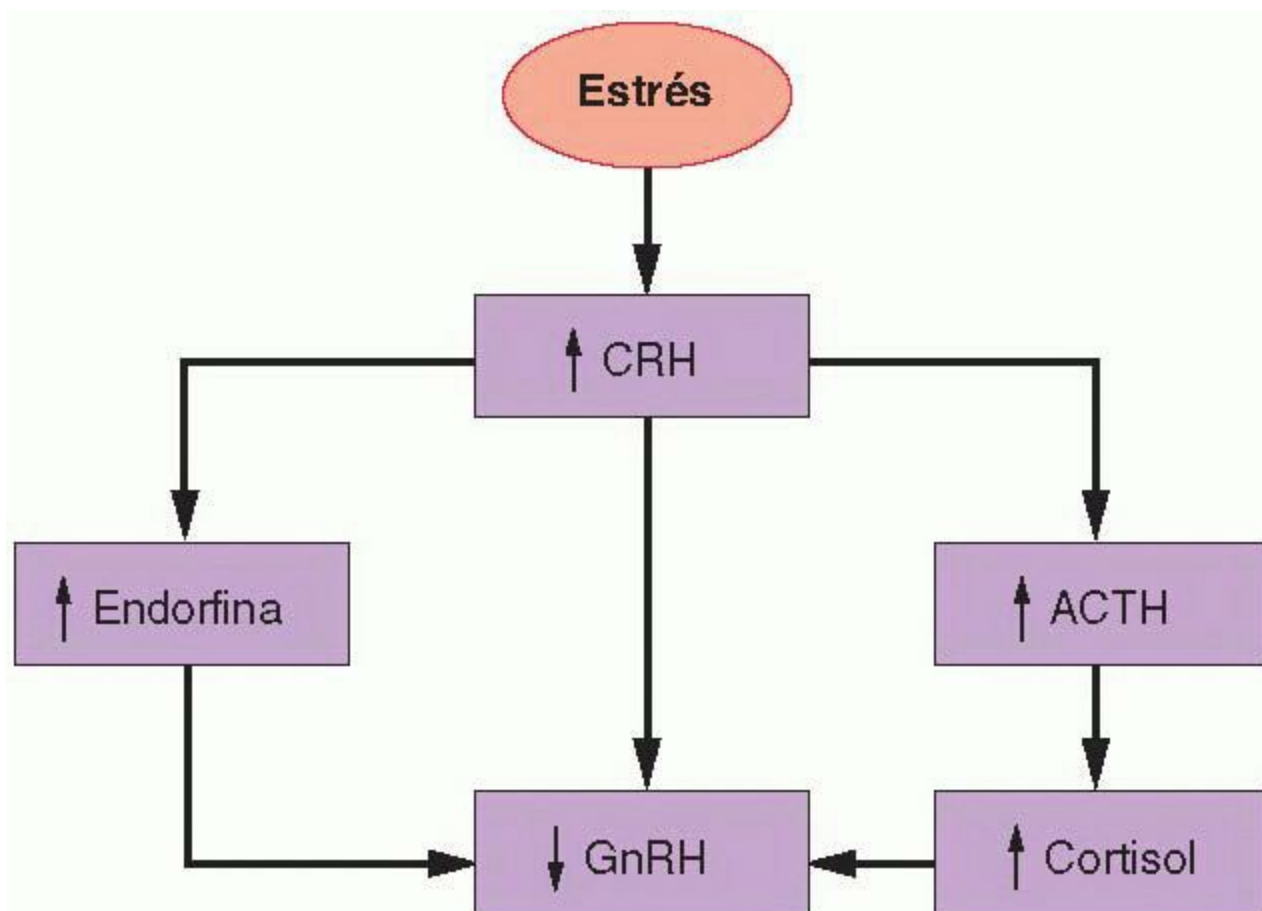 Estrés
↑ CRH
↑ Endorfina
↑ ACTH
↓ GnRH
↑ Cortisol